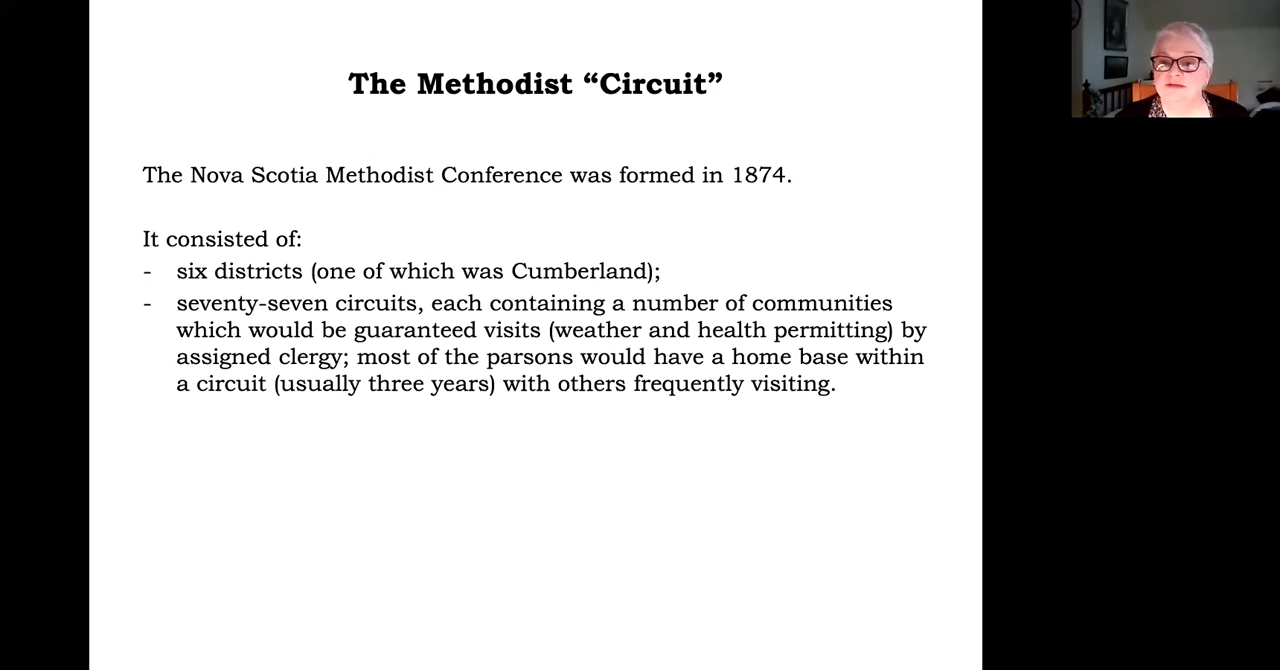 The Methodist “Circuit”
The Nova Scotia Methodist Conference was formed in 1874.
It consisted of:
- six districts (one of which was Cumberland);
- seventy-seven circuits, each containing a number of communities
which would be guaranteed visits (weather and health permitting) by
assigned clergy; most of the parsons would have a home base within
a circuit (usually three years) with others frequently visiting.